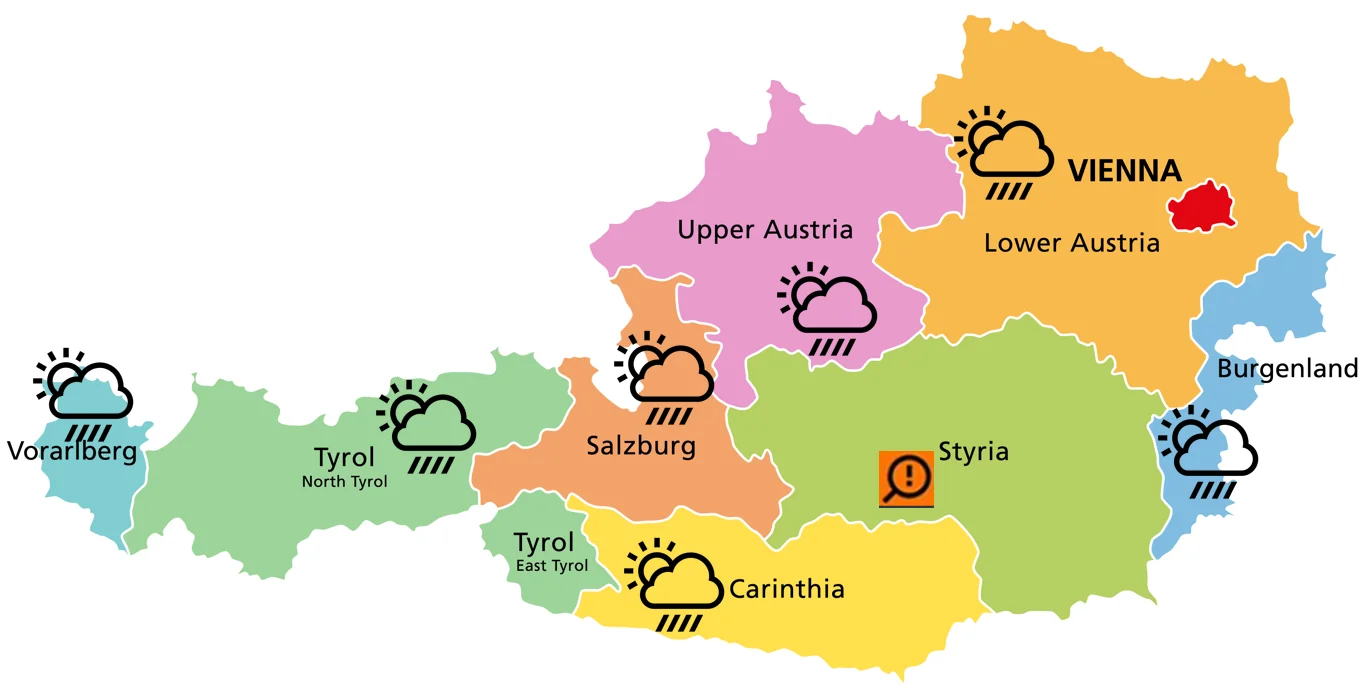 VIENNA
Upper Austria
Lower Austria
Burgenland
Vorarlberg
Tyrol
North Tyrol
Salzburg
Styria
Tyrol
East Tyrol
Carinthia